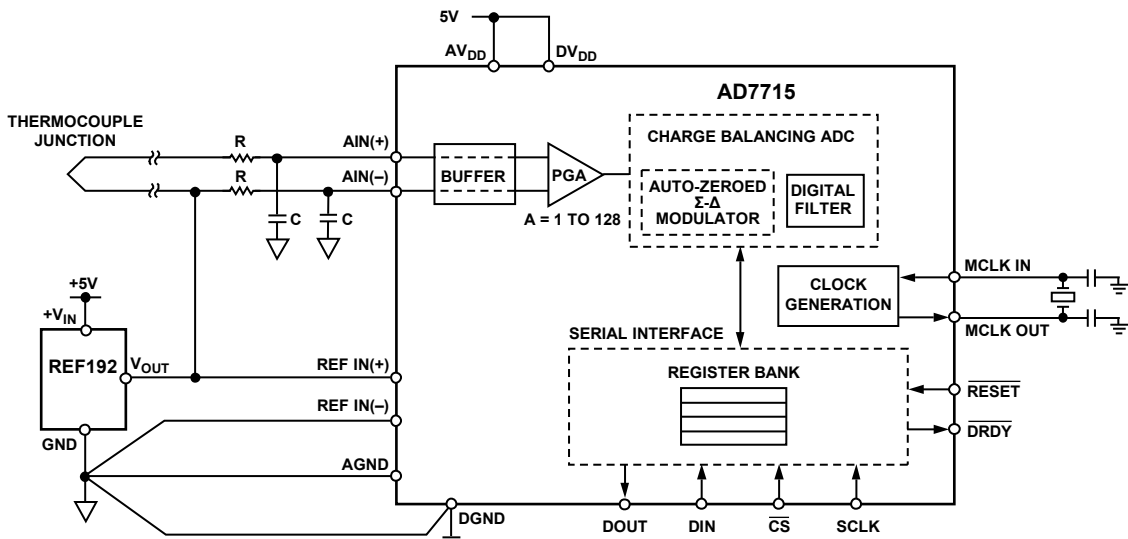 5V
AVDD
DVDD
AD7715
THERMOCOUPLE
JUNCTION
R
AIN(+)
CHARGE BALANCING ADC
R
AIN(–)
BUFFER
PGA
AUTO-ZEROED
Σ-Δ
MODULATOR
DIGITAL
FILTER
C
C
A = 1 TO 128
MCLK IN
CLOCK
GENERATION
+5V
+VIN
SERIAL INTERFACE
MCLK OUT
REF192
VOUT
REF IN(+)
REGISTER BANK
RESET
REF IN(–)
GND
DRDY
AGND
DGND
DOUT
DIN
CS
SCLK